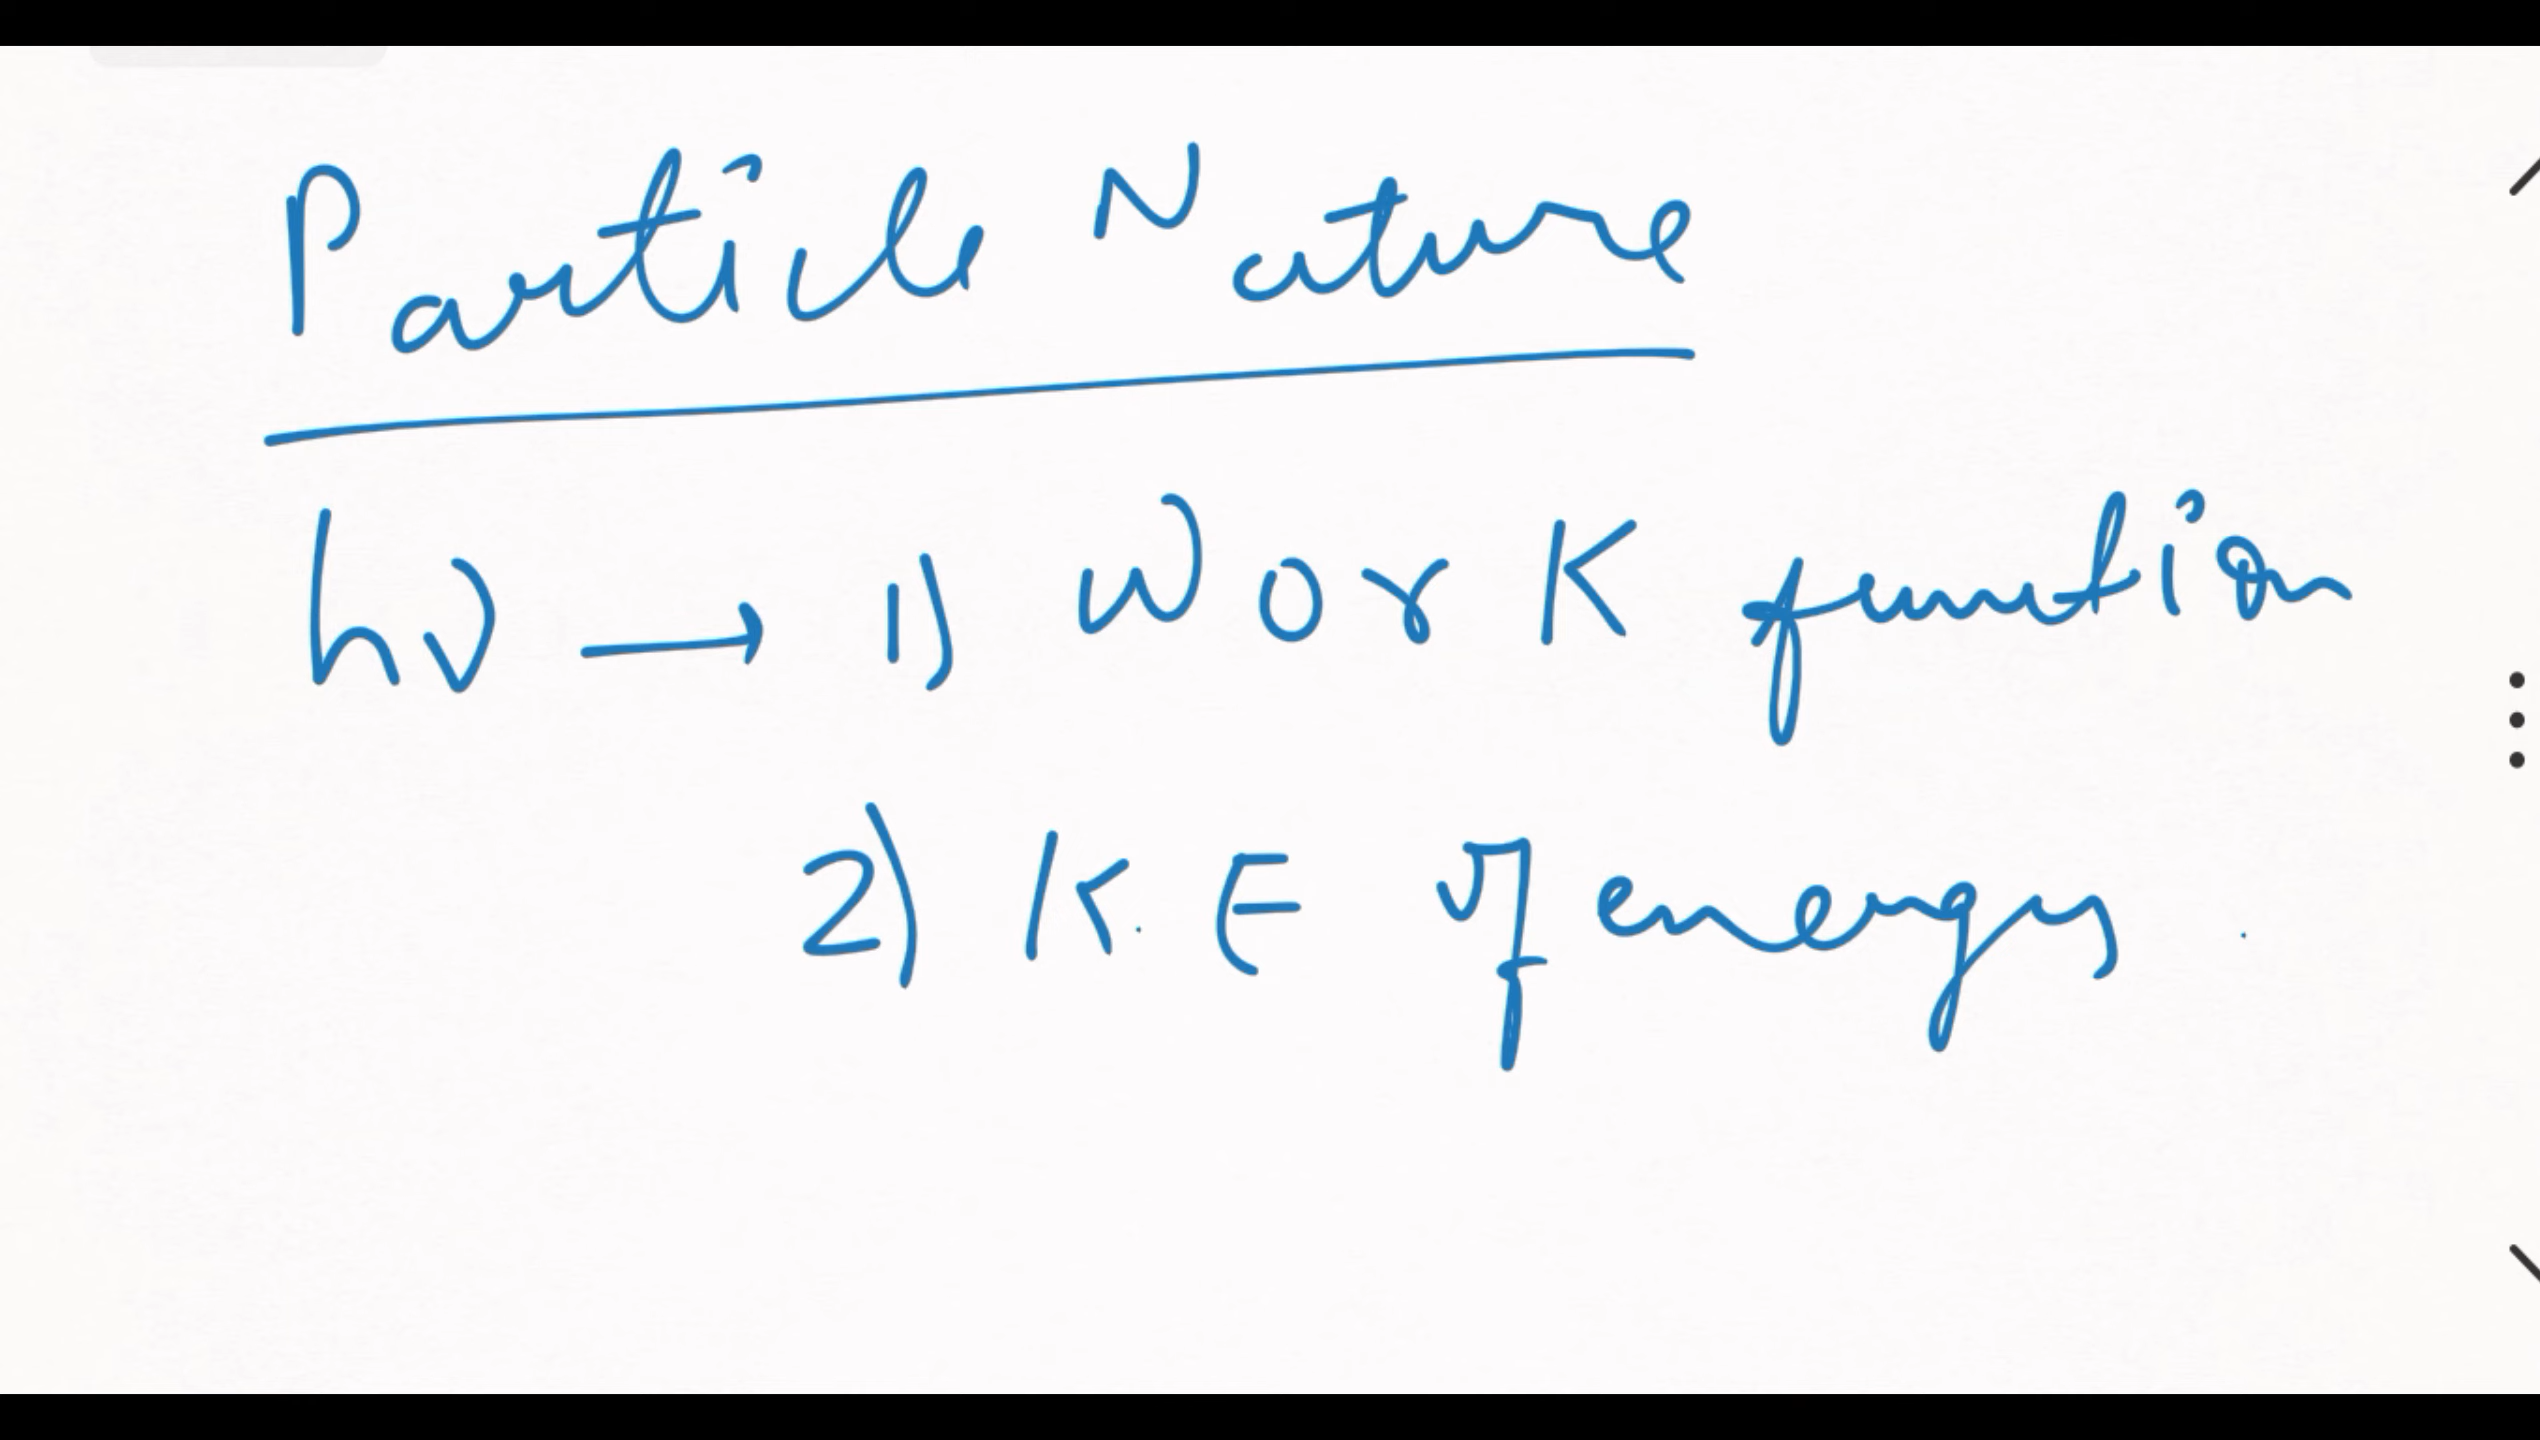 Particle Nature
hν → 1) Work function
2) K.E of energy